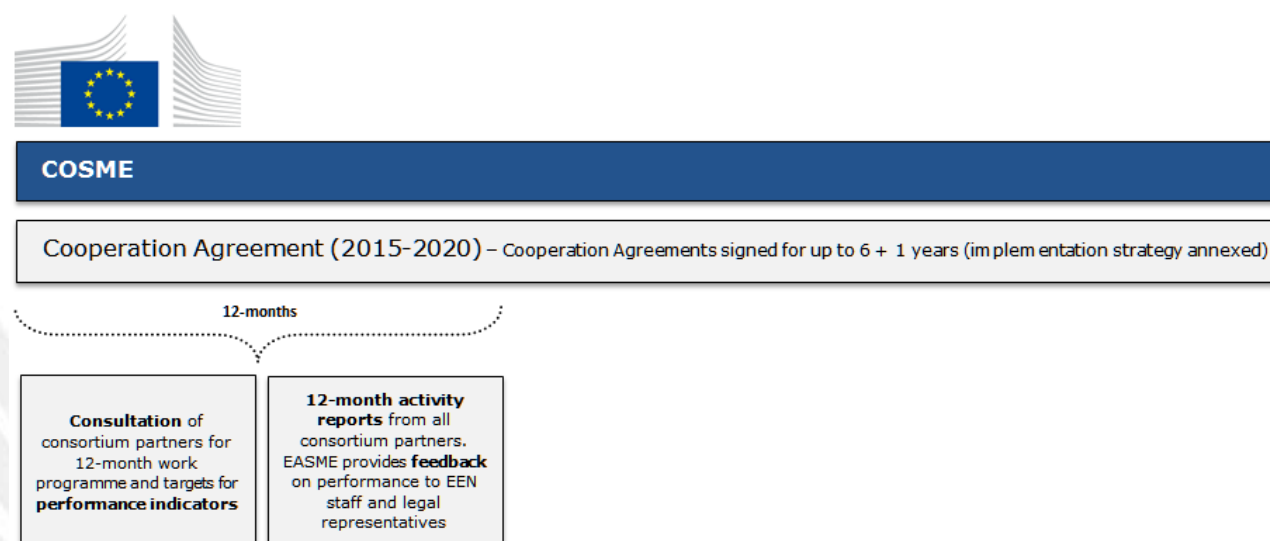 COSME
Cooperation Agreement (2015-2020) – Cooperation Agreements signed for up to 6 + 1 years (implementation strategy annexed)
12-months
Consultation of
consortium partners for
12-month work
programme and targets for
performance indicators
12-month activity
reports from all
consortium partners.
EASME provides feedback
on performance to EEN
staff and legal
representatives